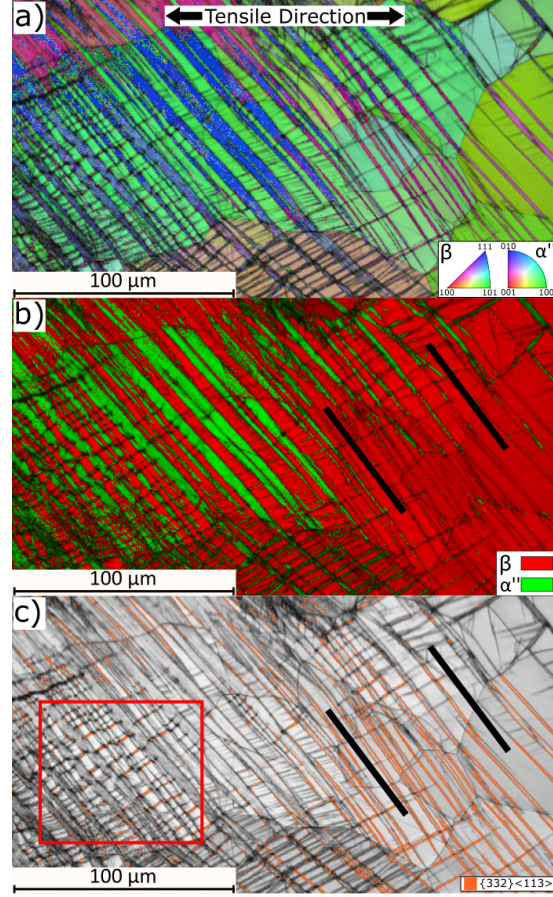 a)
Tensile Direction
β
α'
111
100
101
010
001
100
100 µm
b)
β
α''
100 µm
c)
{332}<113>
100 µm